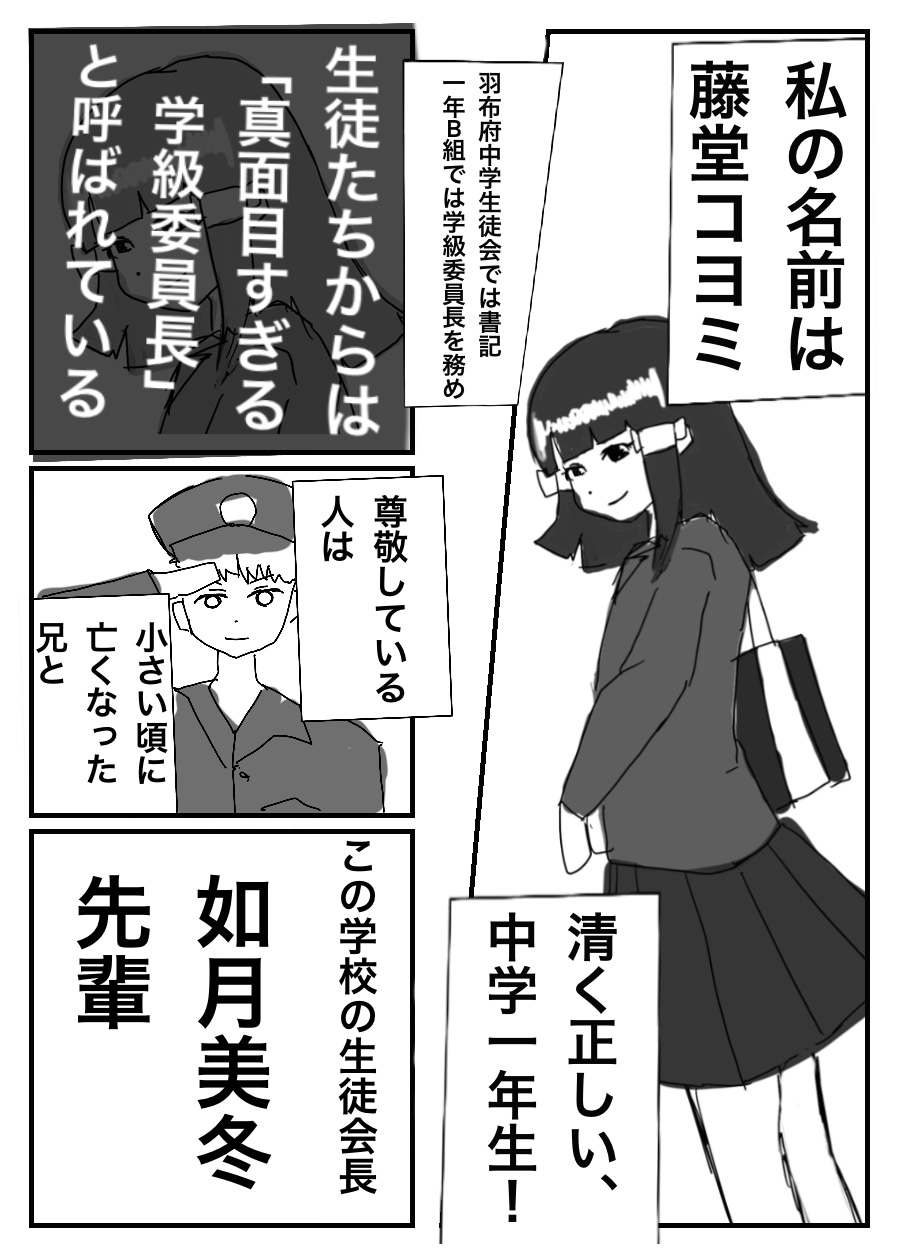 私の名前は
藤堂コヨミ
清く正しい、
中学一年生！
羽布府中学生徒会では書記
一年B組では学級委員長を務め
生徒たちからは
「真面目すぎる
学級委員長」
と呼ばれている
尊敬している
人は
小さい頃に
亡くなった
兄と
この学校の生徒会長
如月美冬
先輩